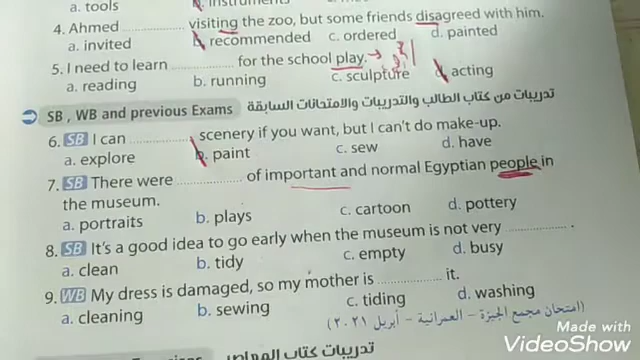 a. tools b. instruments
4. Ahmed ............... visiting the zoo, but some friends disagreed with him.
a. invited b. recommended c. ordered d. painted
5. I need to learn ............... for the school play.
a. reading b. running c. sculpture d. acting
SB , WB and previous Exams تدريبات من كتاب الطالب والتدريبات والامتحانات السابقة
6. SB I can ............... scenery if you want, but I can't do make-up.
a. explore b. paint c. sew d. have
7. SB There were ............... of important and normal Egyptian people in
the museum.
a. portraits b. plays c. cartoon d. pottery
8. SB It's a good idea to go early when the museum is not very ............... .
a. clean b. tidy c. empty d. busy
9. WB My dress is damaged, so my mother is ............... it.
a. cleaning b. sewing c. tiding d. washing
(امتحان مجمع الجيزة – العمرانية – أبريل ٢٠٢١)
تدريبات كتاب المعاصر
Made with
VideoShow